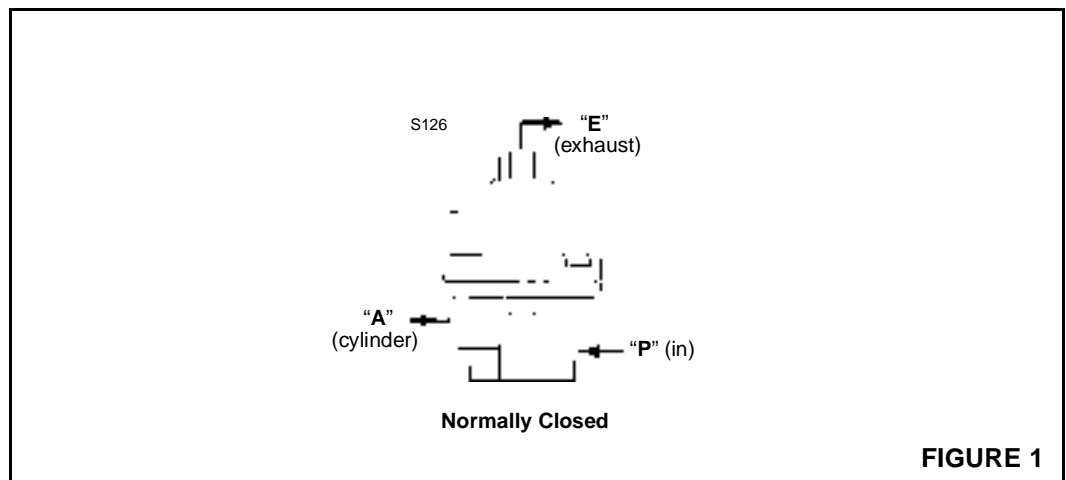 S126
“E”
(exhaust)
“A”
(cylinder)
“P” (in)
Normally Closed
FIGURE 1